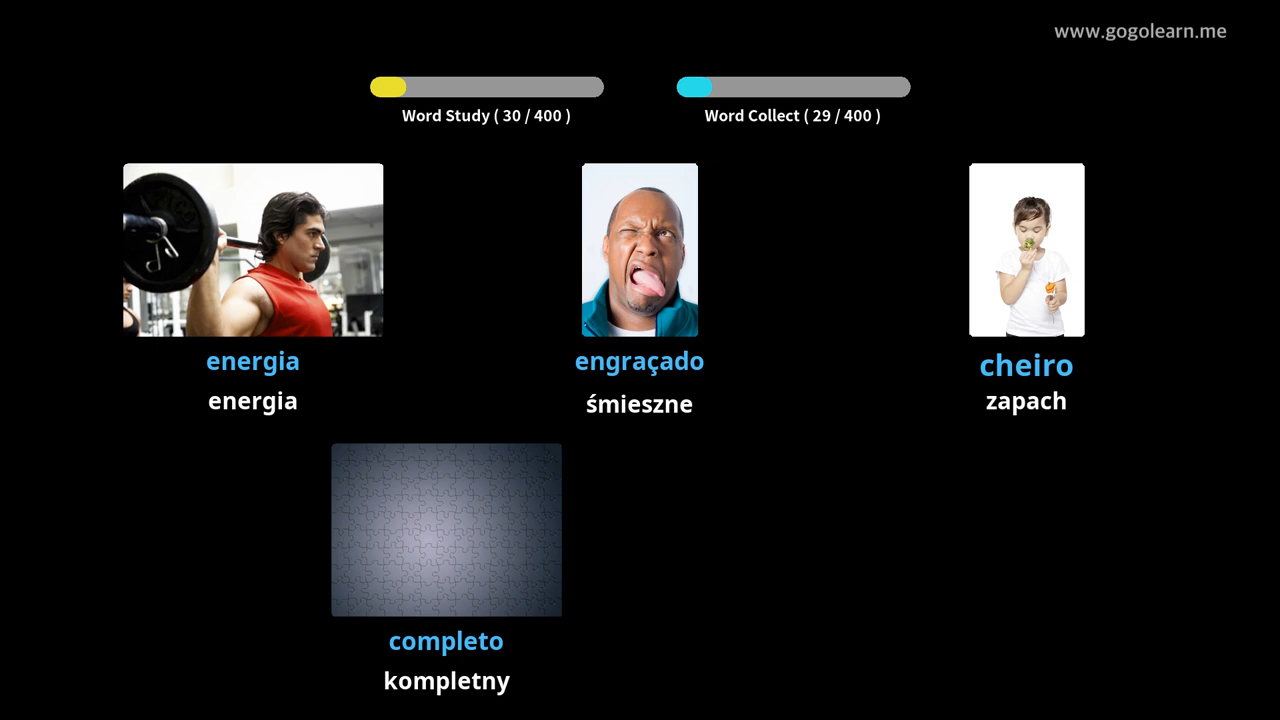 www.gogolearn.me
Word Study ( 30 / 400 )
Word Collect ( 29 / 400 )
energia
energia
engraçado
śmieszne
cheiro
zapach
completo
kompletny